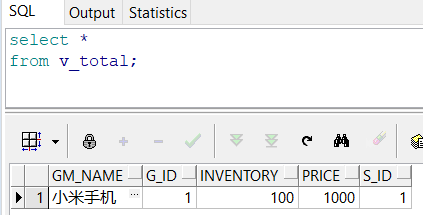 SQL Output Statistics
select *
from v_total;
GM_NAME G_ID INVENTORY PRICE S_ID
1 小米手机 ... 1 100 1000 1